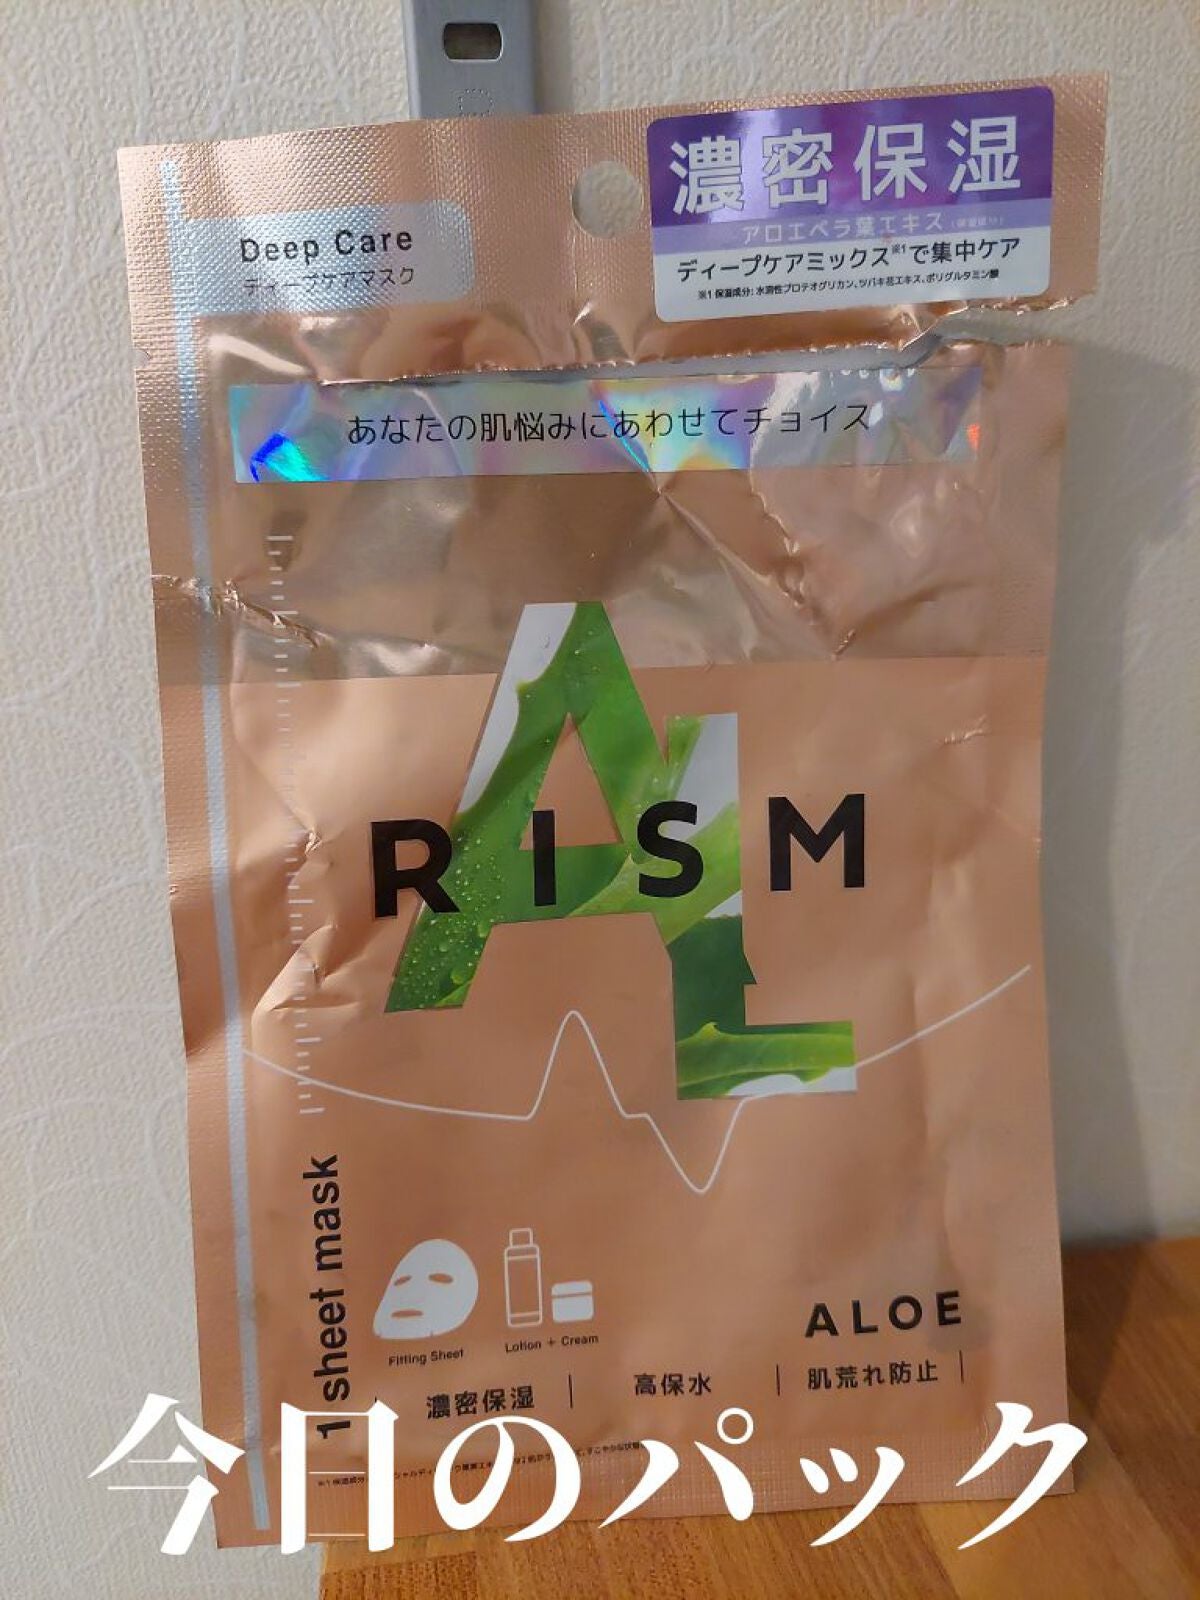 濃密保湿
アロエベラ葉エキス(保湿成分)
ディープケアミックス※1で集中ケア
※1 保湿成分: 水溶性プロテオグリカン、ツバキ花エキス、ポリグルタミン酸
Deep Care
ディープケアマスク
あなたの肌悩みにあわせてチョイス
AL
RISM
1 sheet mask
Fitting Sheet
Lotion + Cream
ALOE
濃密保湿
高保水
肌荒れ防止
今日のパック